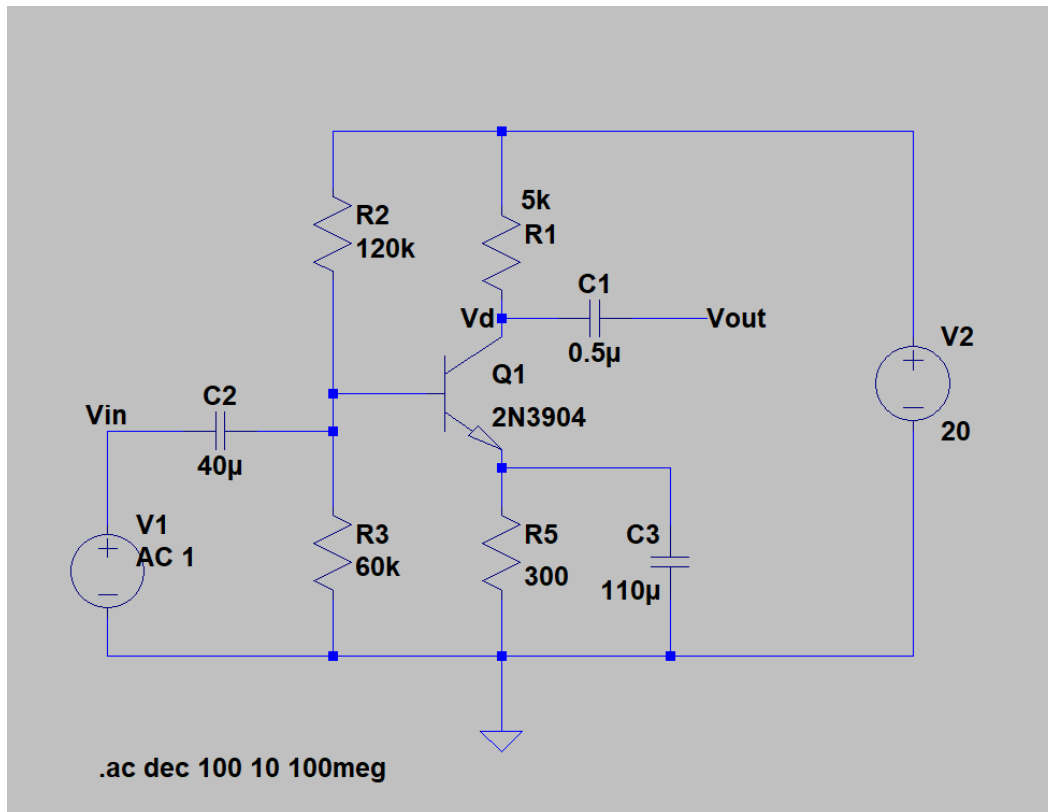 5k
R2
R1
120k
C1
Vd
Vout
V2
0.5µ
Q1
C2
2N3904
Vin
20
40µ
V1
R3
R5
C3
AC 1
60k
300
110µ
.ac dec 100 10 100meg